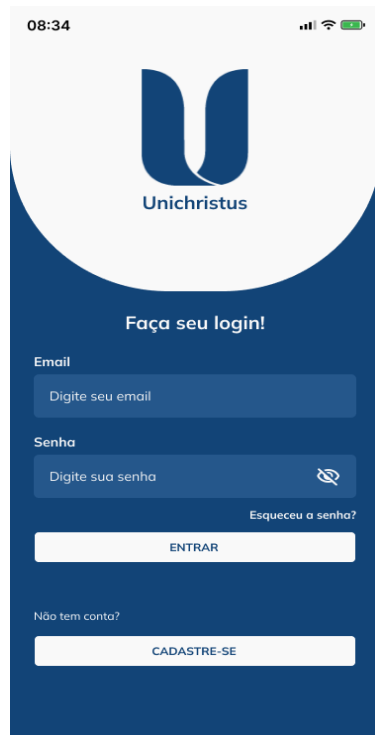 08:34
Unichristus
Faça seu login!
Email
Digite seu email
Senha
Digite sua senha
Esqueceu a senha?
ENTRAR
Não tem conta?
CADASTRE-SE